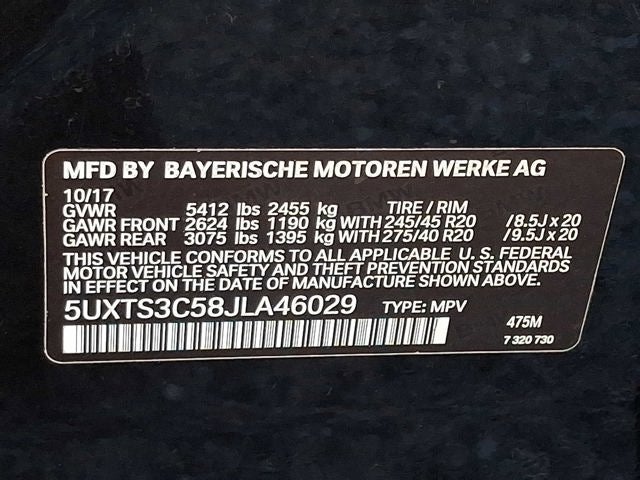 MFD BY BAYERISCHE MOTOREN WERKE AG
10/17
GVWR 5412 lbs 2455 kg TIRE / RIM
GAWR FRONT 2624 lbs 1190 kg WITH 245/45 R20 /8.5J x 20
GAWR REAR 3075 lbs 1395 kg WITH 275/40 R20 /9.5J x 20
THIS VEHICLE CONFORMS TO ALL APPLICABLE U. S. FEDERAL
MOTOR VEHICLE SAFETY AND THEFT PREVENTION STANDARDS
IN EFFECT ON THE DATE OF MANUFACTURE SHOWN ABOVE.
5UXTS3C58JLA46029 TYPE: MPV
475M
7 320 730